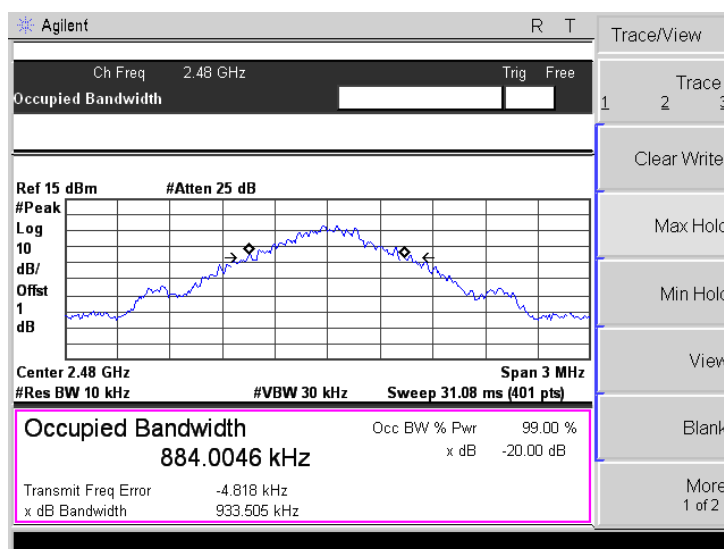 Agilent R T
Ch Freq 2.48 GHz Trig Free
Occupied Bandwidth
Ref 15 dBm #Atten 25 dB
#Peak
Log
10
dB/
Offst
1
dB
Center 2.48 GHz Span 3 MHz
#Res BW 10 kHz #VBW 30 kHz Sweep 31.08 ms (401 pts)
Occupied Bandwidth Occ BW % Pwr 99.00 %
884.0046 kHz x dB -20.00 dB
Transmit Freq Error -4.818 kHz
x dB Bandwidth 933.505 kHz
Trace/View
Trace
1 2 3
Clear Write
Max Hold
Min Hold
View
Blank
More
1 of 2